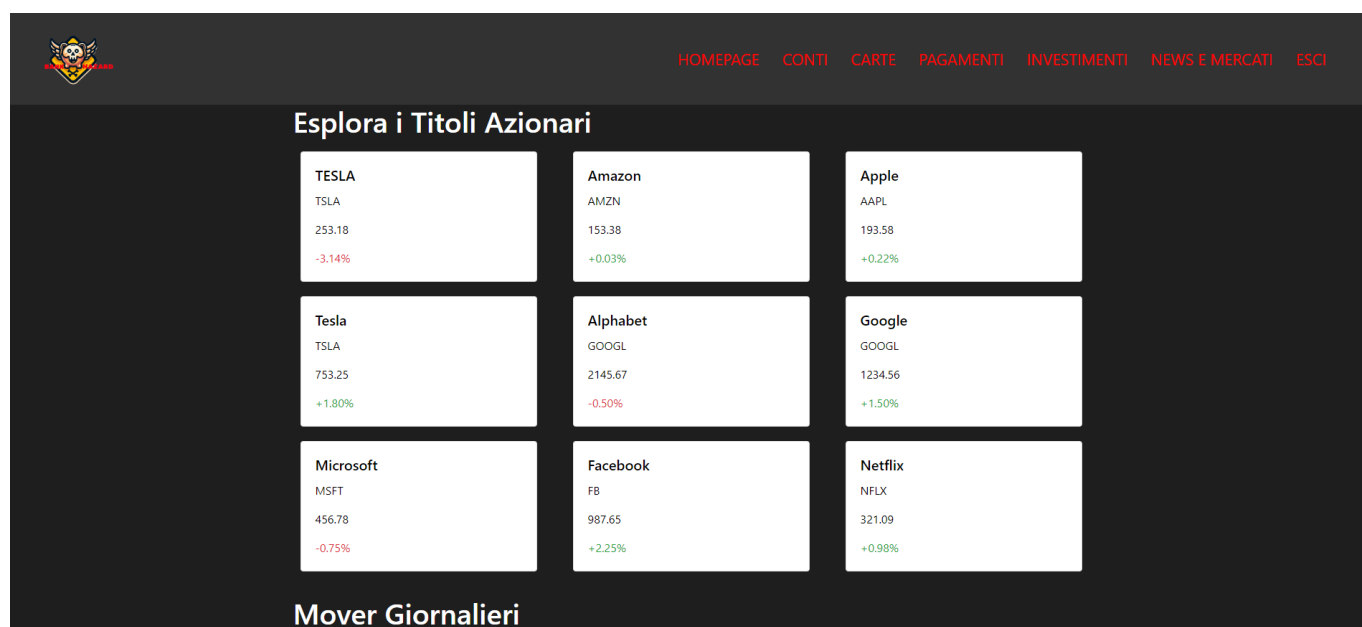 HOMEPAGE CONTI CARTE PAGAMENTI INVESTIMENTI NEWS E MERCATI ESCI
Esplora i Titoli Azionari
TESLA
TSLA
253.18
-3.14%
Amazon
AMZN
153.38
+0.03%
Apple
AAPL
193.58
+0.22%
Tesla
TSLA
753.25
+1.80%
Alphabet
GOOGL
2145.67
-0.50%
Google
GOOGL
1234.56
+1.50%
Microsoft
MSFT
456.78
-0.75%
Facebook
FB
987.65
+2.25%
Netflix
NFLX
321.09
+0.98%
Mover Giornalieri